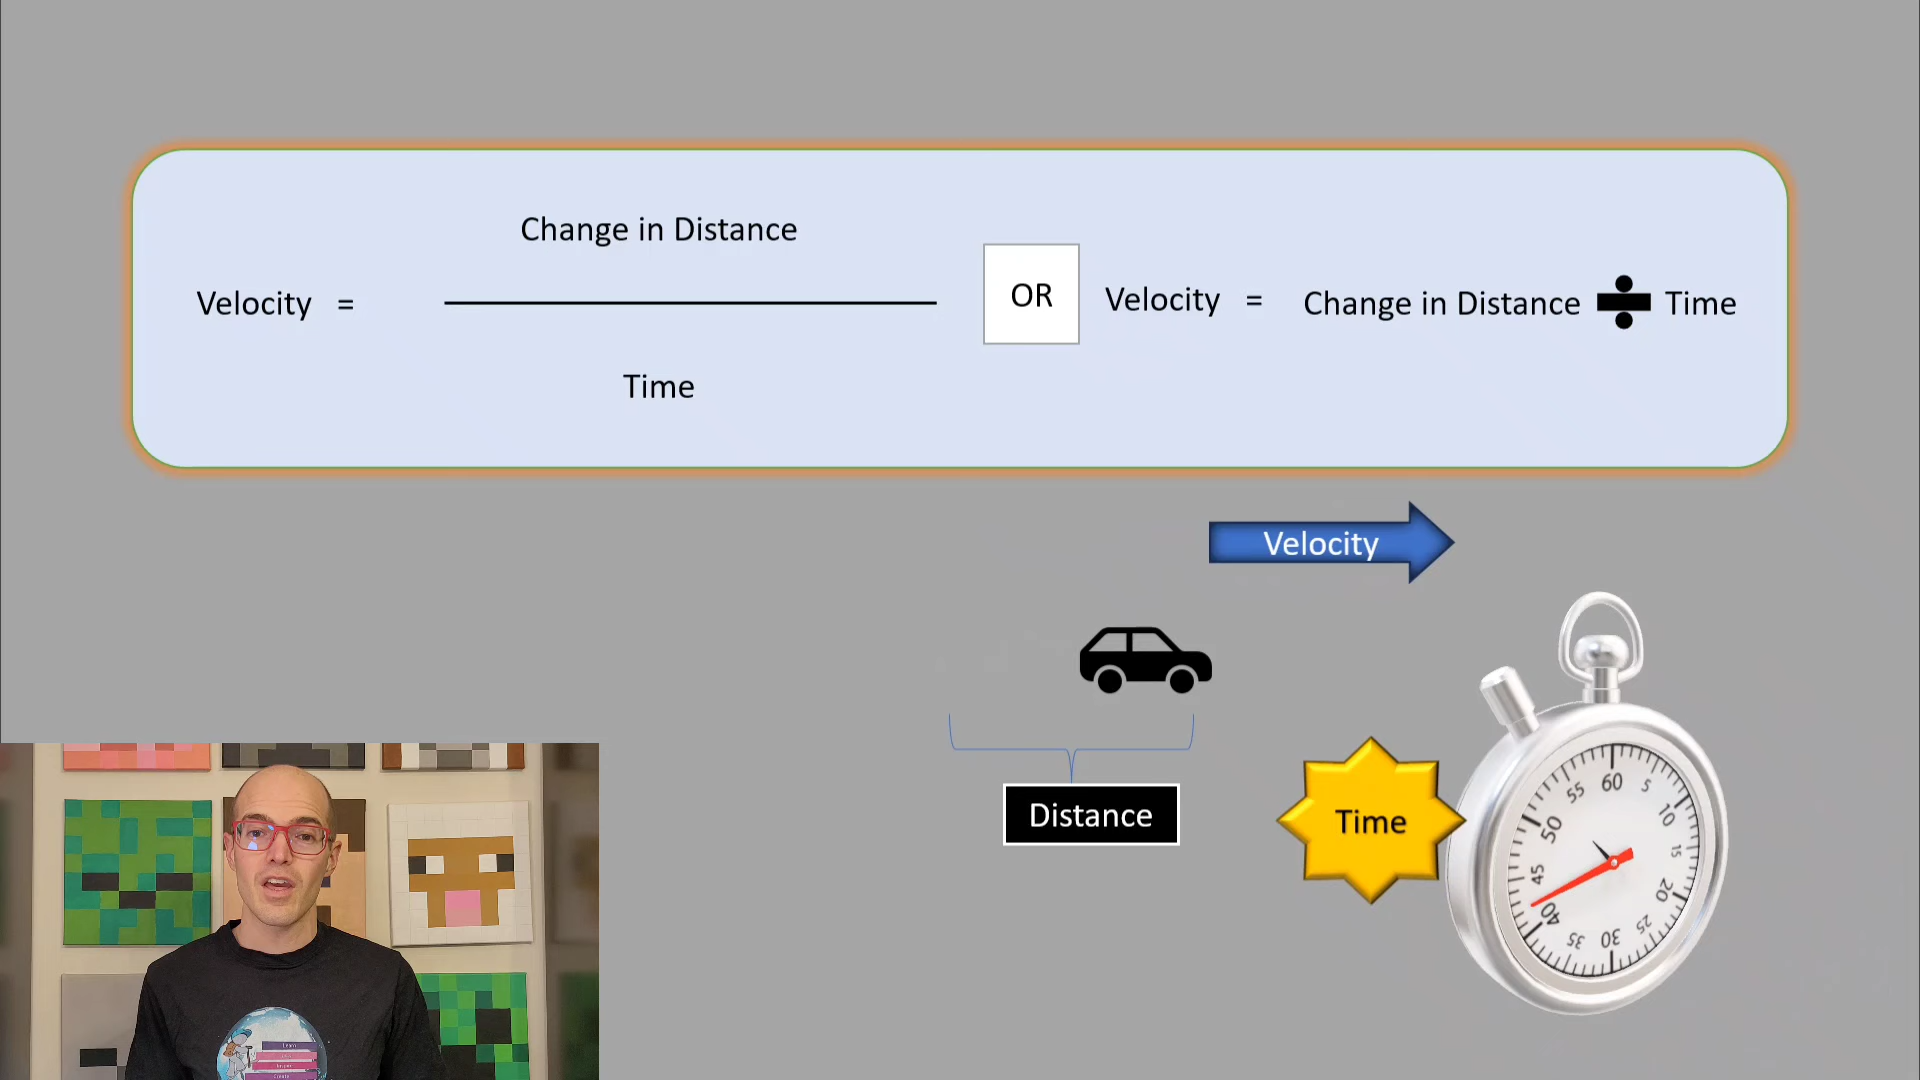 Change in Distance
Velocity =
Time
OR
Velocity = Change in Distance ÷ Time
Velocity
Distance
Time
60
5
10
15
20
25
30
35
40
45
50
55
Learn